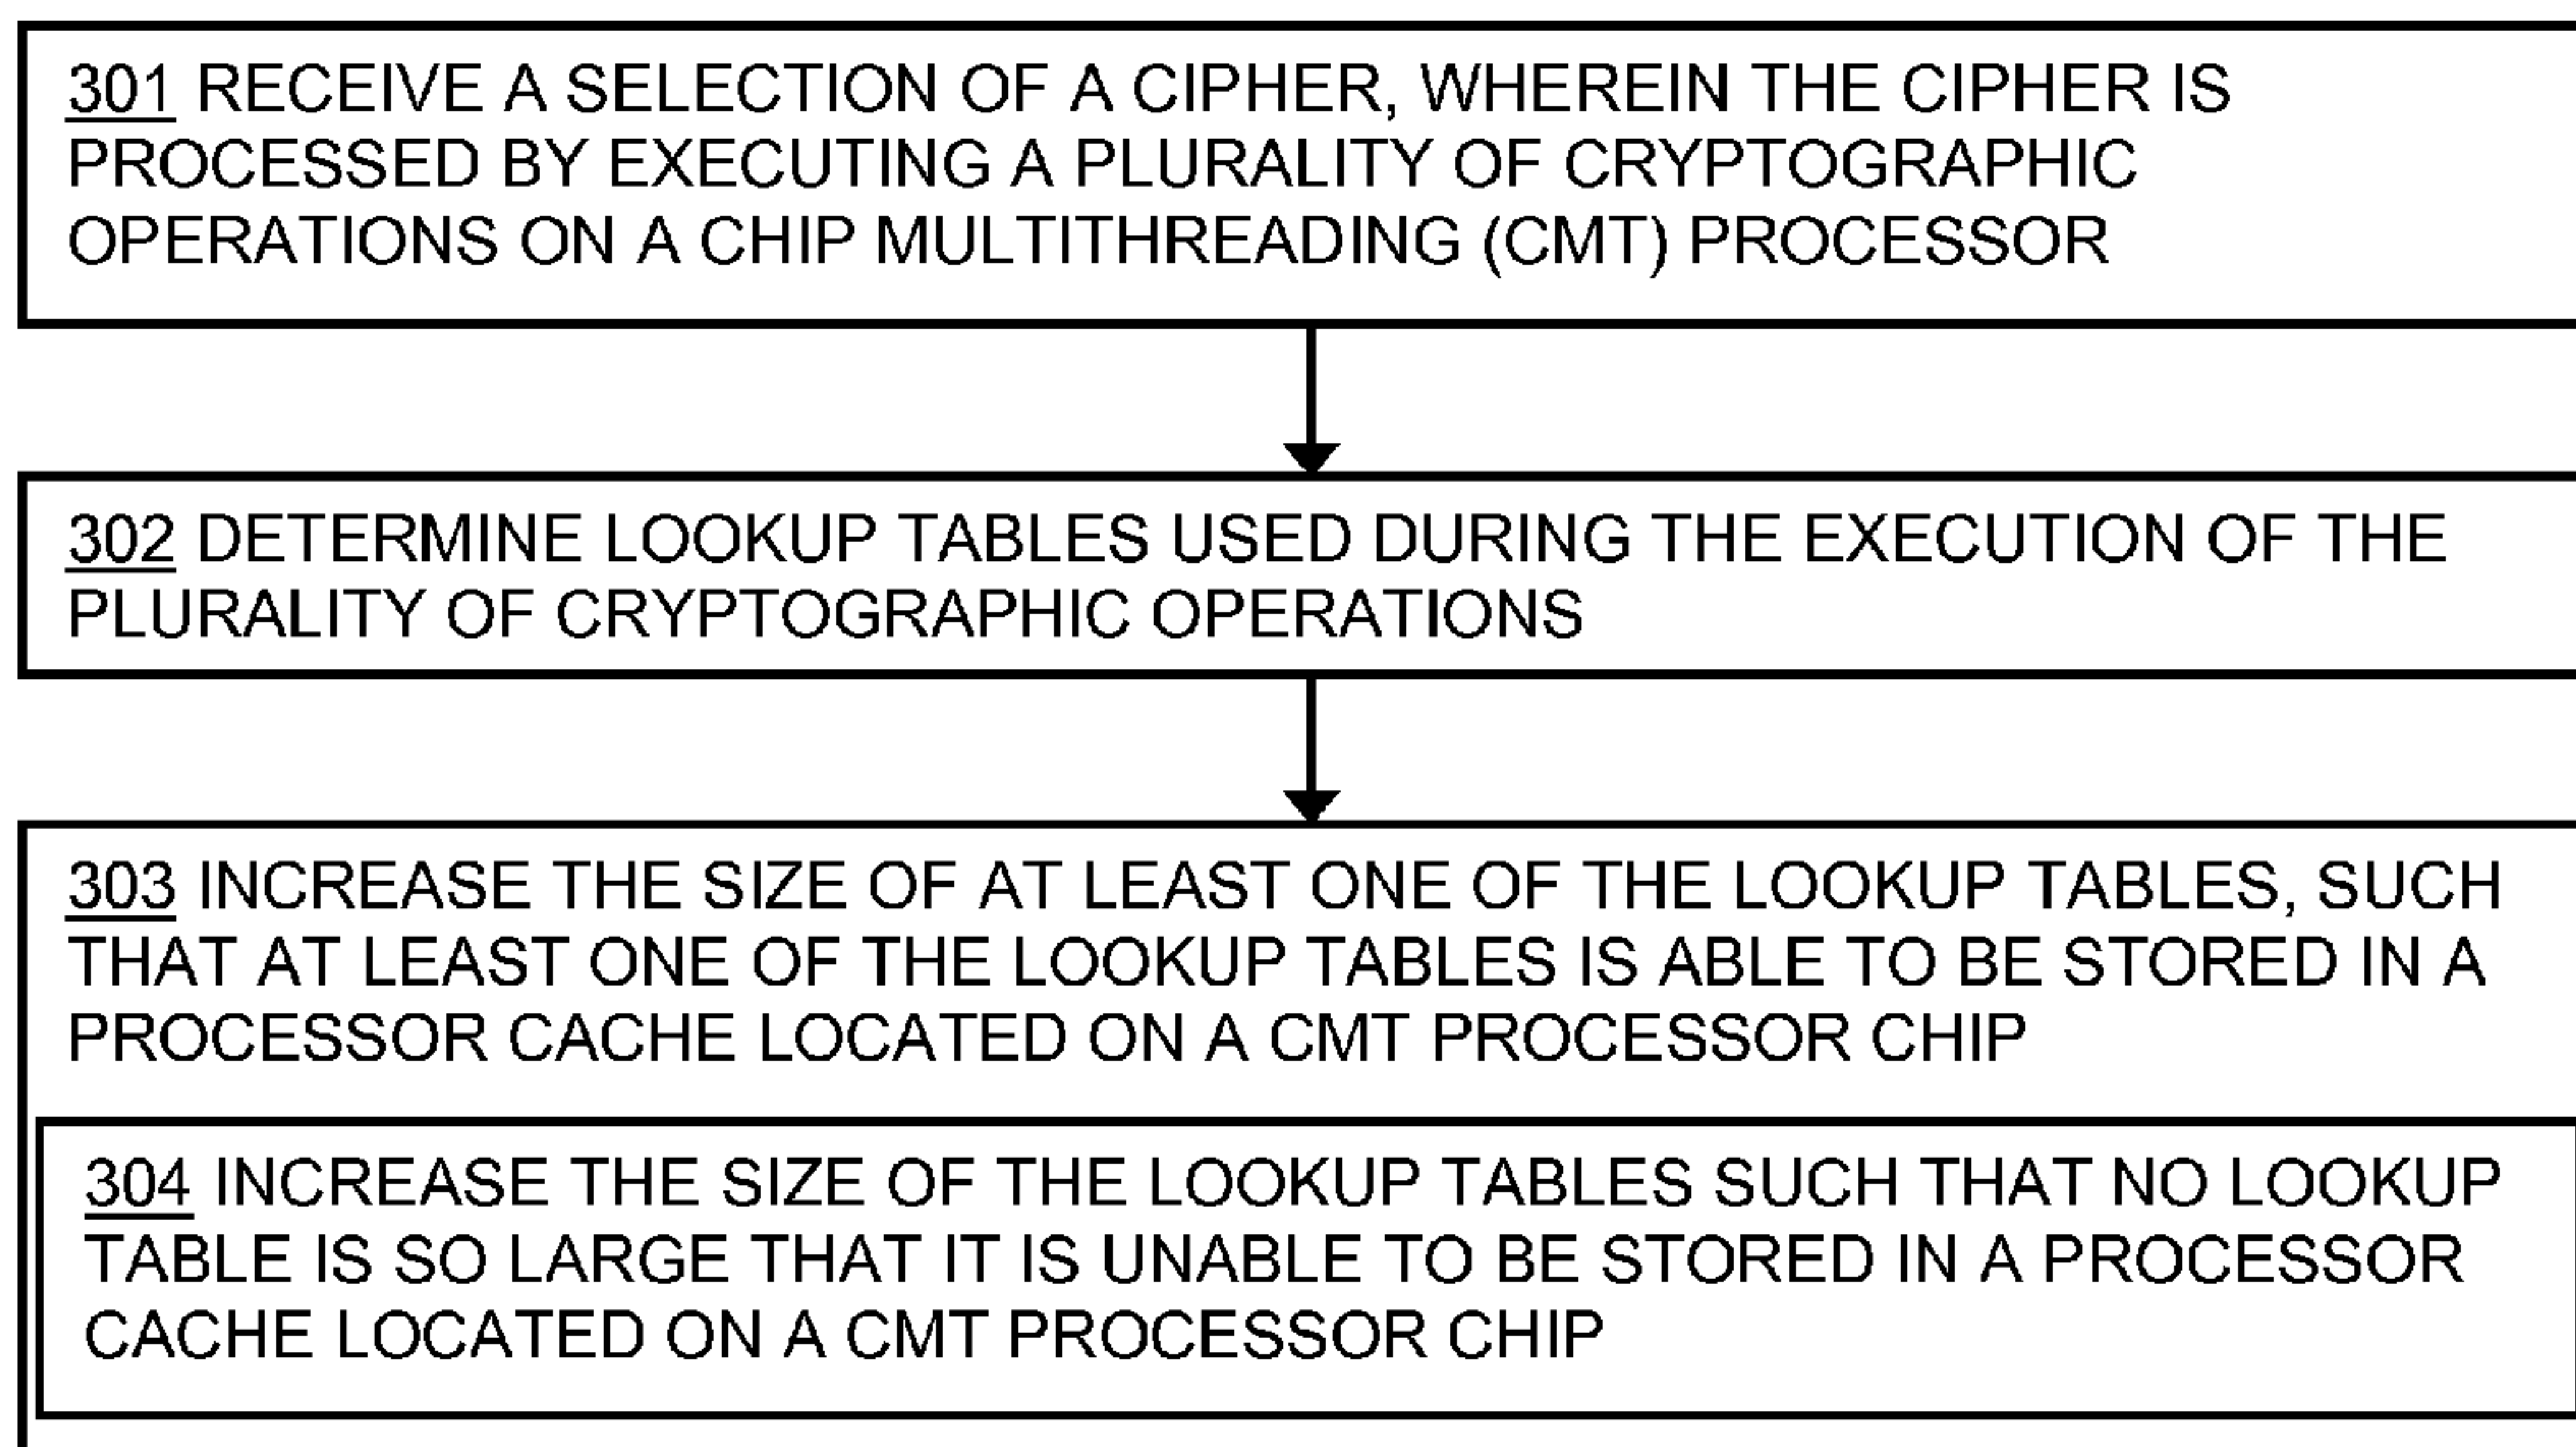 301 RECEIVE A SELECTION OF A CIPHER, WHEREIN THE CIPHER IS
PROCESSED BY EXECUTING A PLURALITY OF CRYPTOGRAPHIC
OPERATIONS ON A CHIP MULTITHREADING (CMT) PROCESSOR
302 DETERMINE LOOKUP TABLES USED DURING THE EXECUTION OF THE
PLURALITY OF CRYPTOGRAPHIC OPERATIONS
303 INCREASE THE SIZE OF AT LEAST ONE OF THE LOOKUP TABLES, SUCH
THAT AT LEAST ONE OF THE LOOKUP TABLES IS ABLE TO BE STORED IN A
PROCESSOR CACHE LOCATED ON A CMT PROCESSOR CHIP
304 INCREASE THE SIZE OF THE LOOKUP TABLES SUCH THAT NO LOOKUP
TABLE IS SO LARGE THAT IT IS UNABLE TO BE STORED IN A PROCESSOR
CACHE LOCATED ON A CMT PROCESSOR CHIP